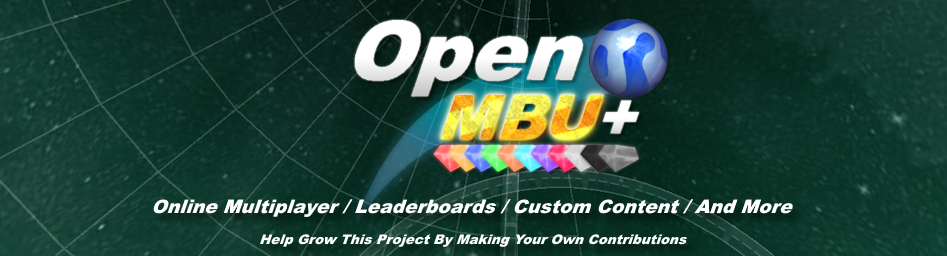 Open
MBU+
Online Multiplayer / Leaderboards / Custom Content / And More
Help Grow This Project By Making Your Own Contributions